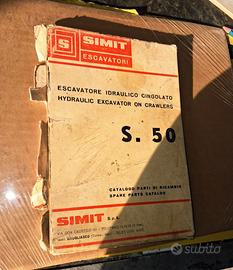 S SIMIT
ESCAVATORI
ESCAVATORE IDRAULICO CINGOLATO
HYDRAULIC EXCAVATOR ON CRAWLERS
S. 50
CATALOGO PARTI DI RICAMBIO
SPARE PARTS CATALOG
SIMIT S.p.A.
subito